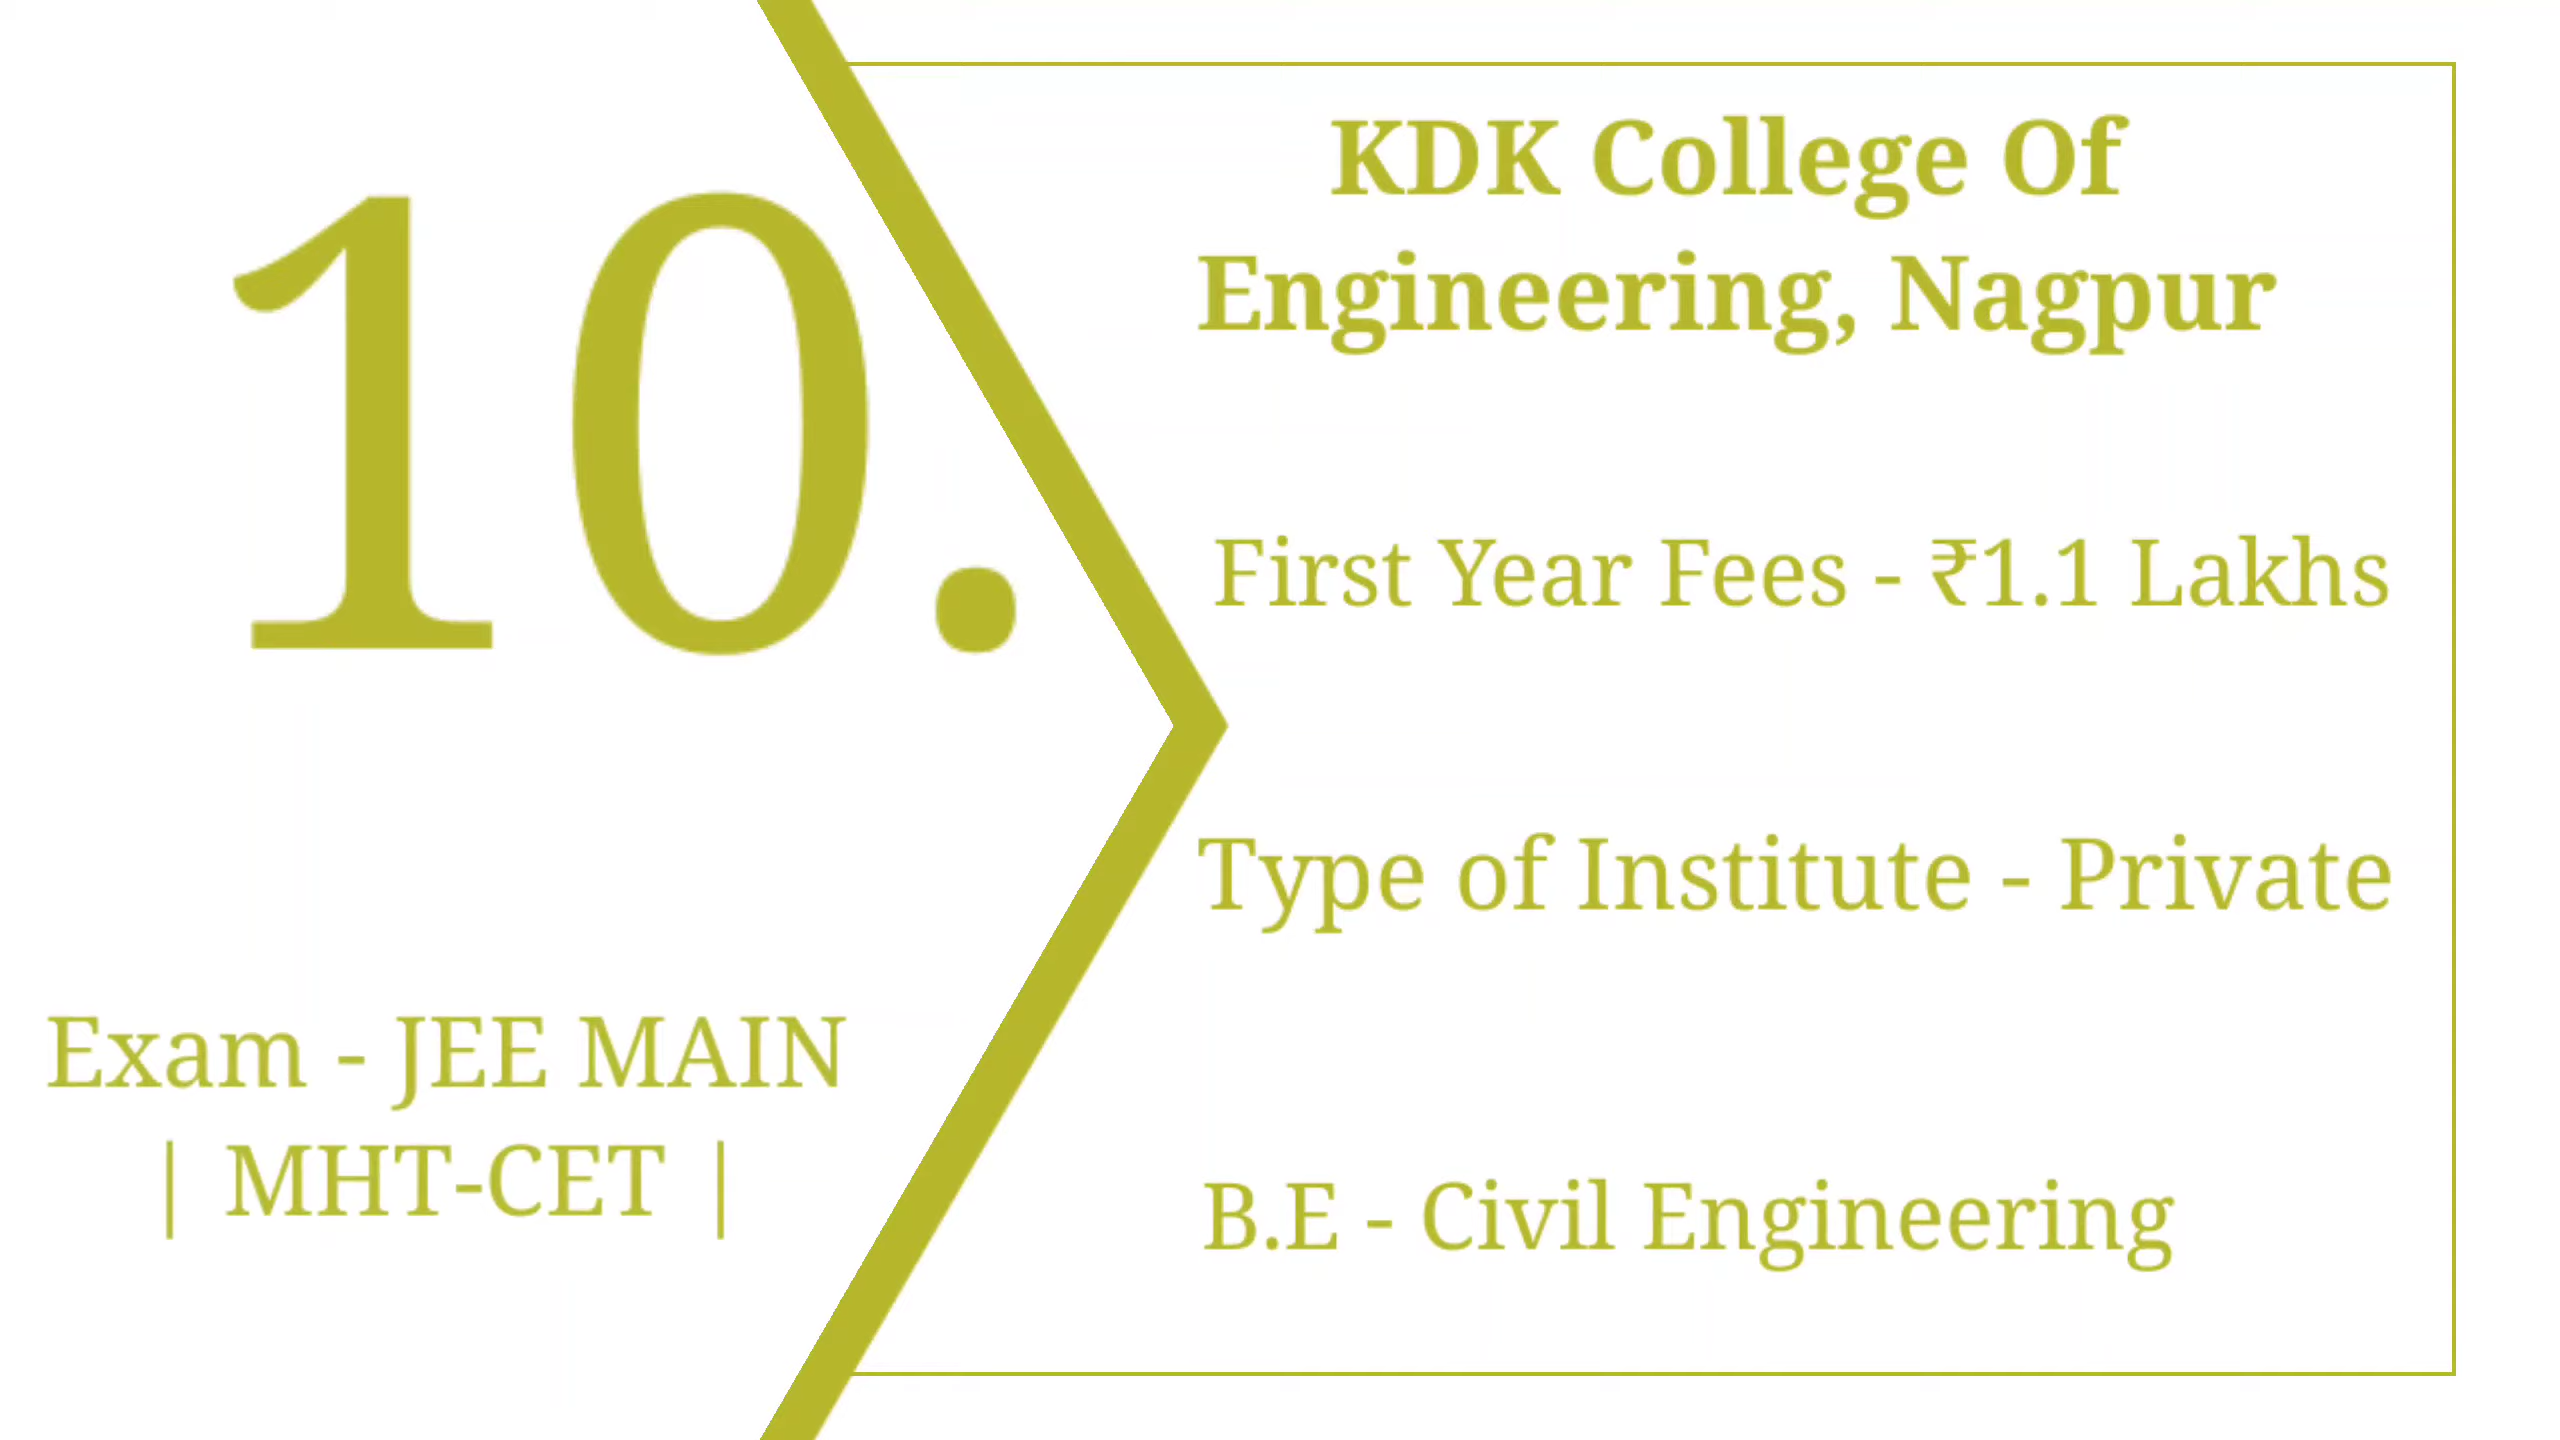 10.
Exam - JEE MAIN
| MHT-CET |
KDK College Of
Engineering, Nagpur
First Year Fees - ₹1.1 Lakhs
Type of Institute - Private
B.E - Civil Engineering